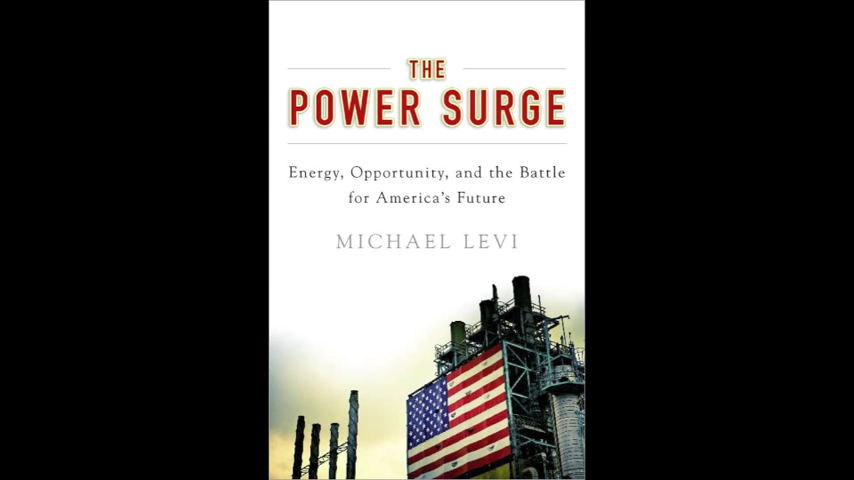 THE
POWER SURGE
Energy, Opportunity, and the Battle
for America's Future
MICHAEL LEVI